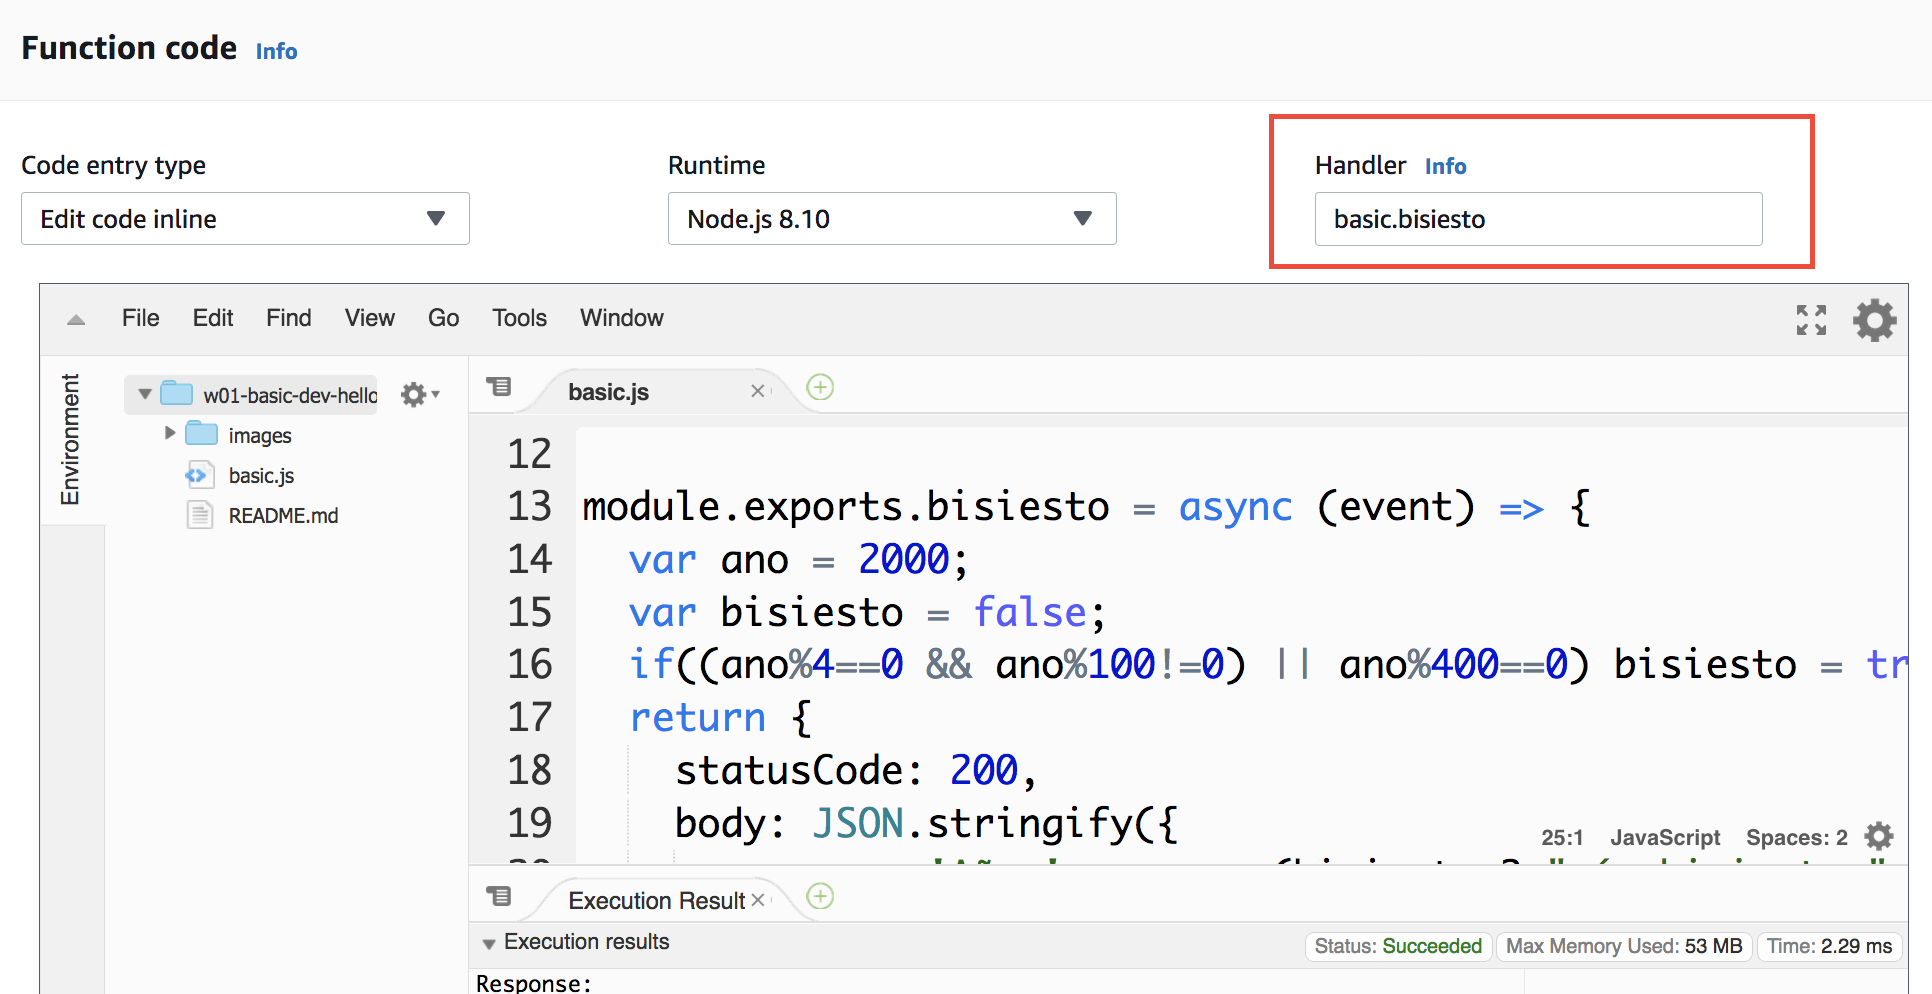 Function code Info
Code entry type
Edit code inline
Runtime
Node.js 8.10
Handler Info
basic.bisiesto
File Edit Find View Go Tools Window
Environment
w01-basic-dev-hello
images
basic.js
README.md
basic.js
12
13 module.exports.bisiesto = async (event) => {
14 var ano = 2000;
15 var bisiesto = false;
16 if((ano%4==0 && ano%100!=0) || ano%400==0) bisiesto = tr
17 return {
18 statusCode: 200,
19 body: JSON.stringify({
25:1 JavaScript Spaces: 2
Execution Result
Execution results
Status: Succeeded Max Memory Used: 53 MB Time: 2.29 ms
Response: